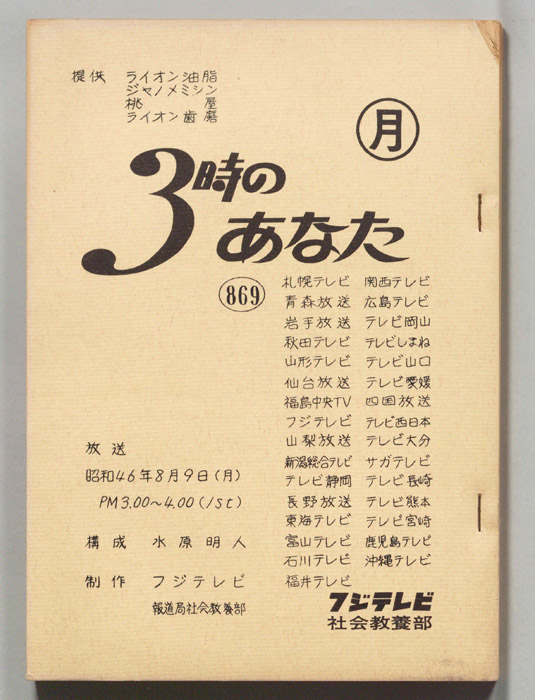 提供 ライオン油脂
ジャノメミシン
桃屋
ライオン歯磨
月
3時の
あなた
869
札幌テレビ 関西テレビ
青森放送 広島テレビ
岩手放送 テレビ岡山
秋田テレビ テレビしまね
山形テレビ テレビ山口
仙台放送 テレビ愛媛
福島中央TV 四国放送
フジテレビ テレビ西日本
山梨放送 テレビ大分
新潟総合テレビ サガテレビ
テレビ静岡 テレビ長崎
長野放送 テレビ熊本
東海テレビ テレビ宮崎
富山テレビ 鹿児島テレビ
石川テレビ 沖縄テレビ
福井テレビ
放送
昭和46年8月9日(月)
PM3.00~4.00(1st)
構成 水原明人
制作 フジテレビ
報道局社会教養部
フジテレビ
社会教養部